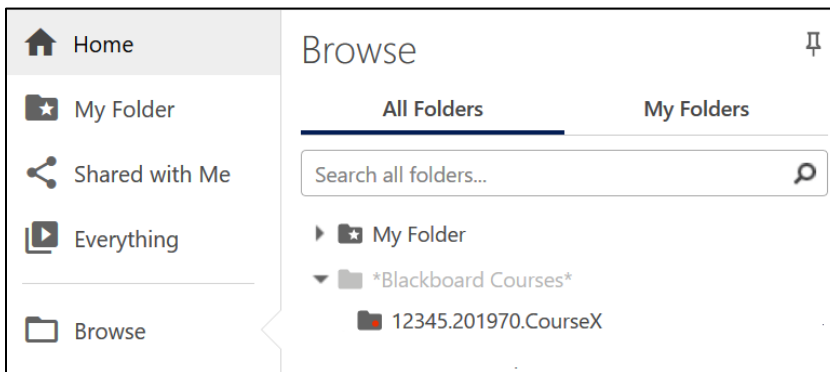 Home
My Folder
Shared with Me
Everything
Browse
Browse
All Folders
My Folders
Search all folders...
My Folder
*Blackboard Courses*
12345.201970.CourseX